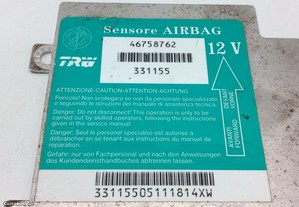 Sensore AIRBAG
46758762
12 V
TRW
331155
ATTENZIONE-CAUTION-ATTENTION-ACHTUNG
Pericolo! Non scollegare se non da personale specializzato
e seguendo le istruzioni del manuale di assistenza tecnica.
Danger: Do not disconnect! This operation is only to be
carried out by skilled operators, following the instructions
given in the service manual.
Danger: Seul le personnel specialisé est autorisé à
débrancher en se tenant aux instructions du manuel de
reparation.
Gefahr: nur von Fachpersonal und nach den Anweisungen
des Kundendiensthandbuches abtrennen lassen.
DEVANT
VORNE
AVANTI
FORWARD
33115505111814XW